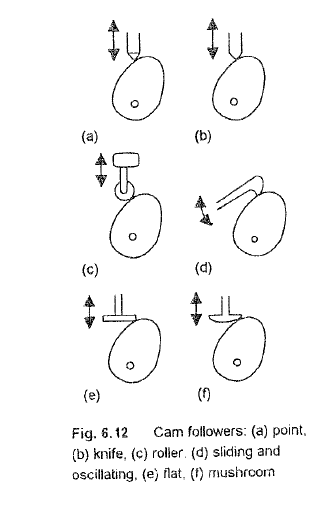 (a) (b)
(c) (d)
(e) (f)
Fig. 6.12 Cam followers: (a) point,
(b) knife, (c) roller. (d) sliding and
oscillating, (e) flat, (f) mushroom